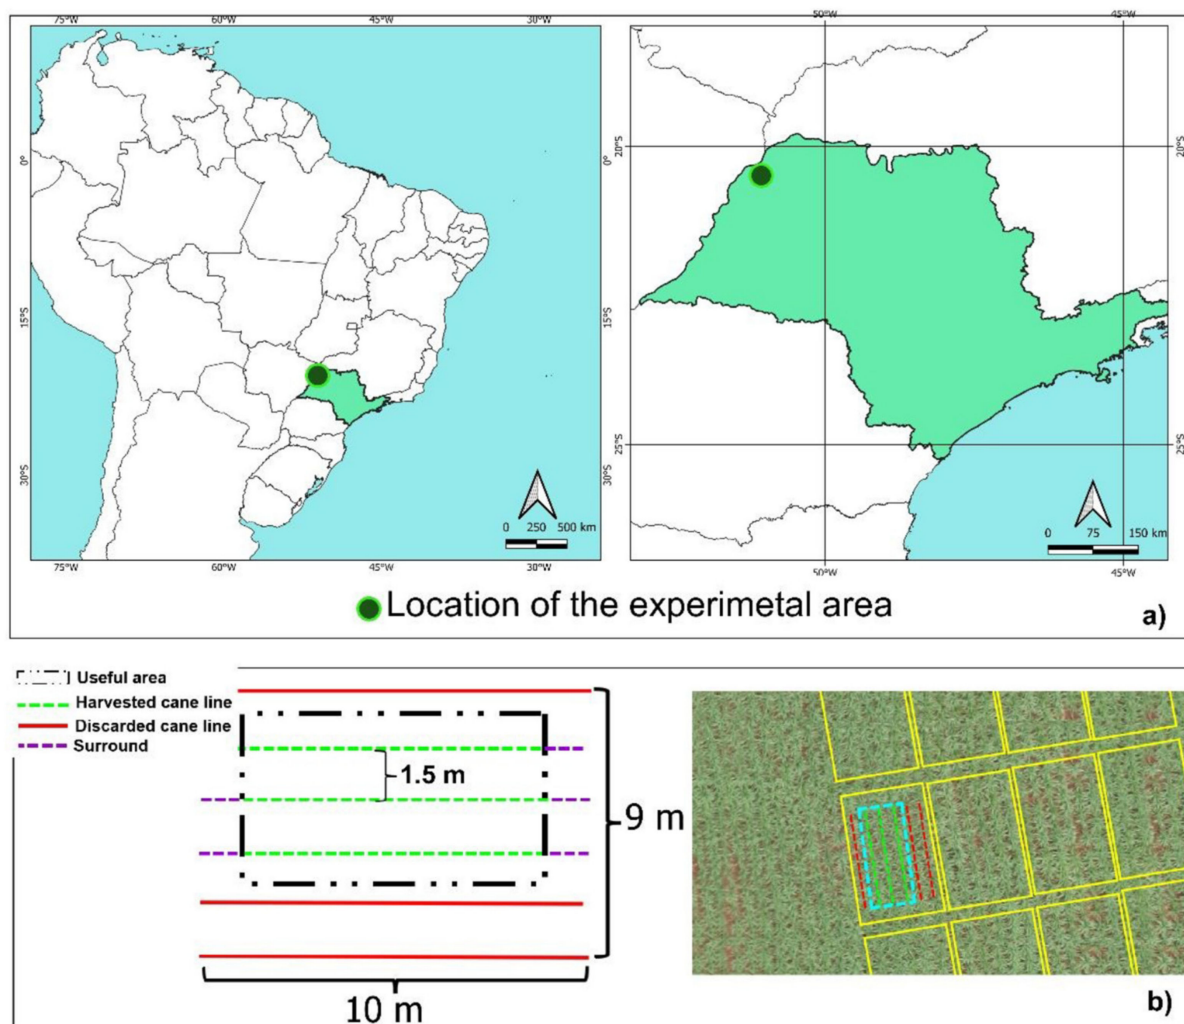 75°W 60°W 45°W 30°W
50°W 45°W
0°
15°S
30°S
0°
15°S
30°S
20°S
25°S
20°S
25°S
0 250 500 km
0 75 150 km
75°W 60°W 45°W 30°W
50°W 45°W
Location of the experimetal area
a)
Useful area
Harvested cane line
Discarded cane line
Surround
1.5 m
9 m
10 m
b)